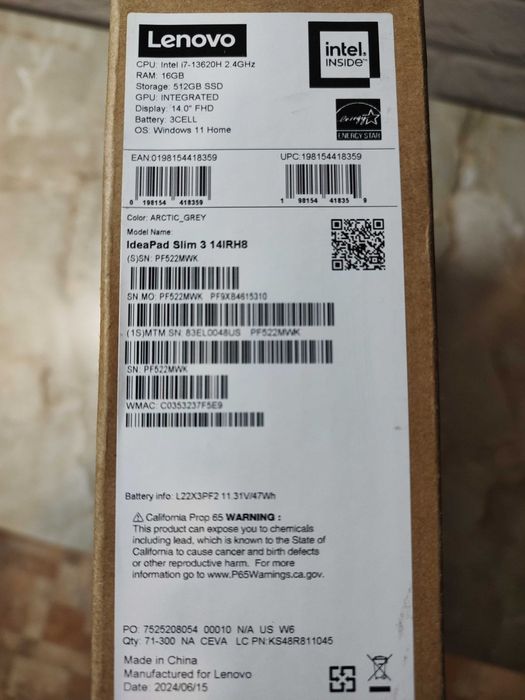 Lenovo
intel.
INSIDE™
CPU: Intel i7-13620H 2.4GHz
RAM: 16GB
Storage: 512GB SSD
GPU: INTEGRATED
Display: 14.0" FHD
Battery: 3CELL
OS: Windows 11 Home
energy
ENERGY STAR
EAN:0198154418359
UPC:198154418359
0 198154 418359
1 98154 41835 9
Color: ARCTIC_GREY
Model Name:
IdeaPad Slim 3 14IRH8
(S)SN: PF522MWK
SN MO: PF522MWK PF9XB4615310
(1S)MTM SN: 83EL0048US PF522MWK
SN: PF522MWK
WMAC: C0353237F5E9
Battery info: L22X3PF2 11.31V/47Wh
⚠ California Prop 65 WARNING :
This product can expose you to chemicals
including lead, which is known to the State of
California to cause cancer and birth defects
or other reproductive harm. For more
information go to www.P65Warnings.ca.gov.
PO: 7525208054 00010 N/A US W6
Qty: 71-300 NA CEVA LC PN:KS48R811045
Made in China
Manufactured for Lenovo
Date: 2024/06/15